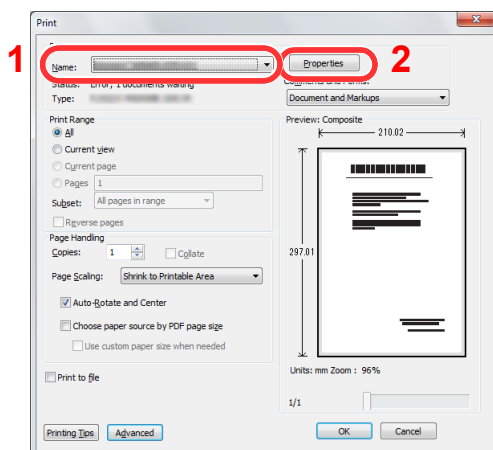 Print
1
2
Name:
Properties
Status: Error; 1 documents waiting
Type:
Comments and Forms:
Document and Markups
Print Range
All
Current view
Current page
Pages 1
Subset: All pages in range
Reverse pages
Page Handling
Copies: 1
Collate
Page Scaling: Shrink to Printable Area
Auto-Rotate and Center
Choose paper source by PDF page size
Use custom paper size when needed
Print to file
Preview: Composite
210.02
297.01
Units: mm Zoom : 96%
1/1
Printing Tips
Advanced
OK
Cancel